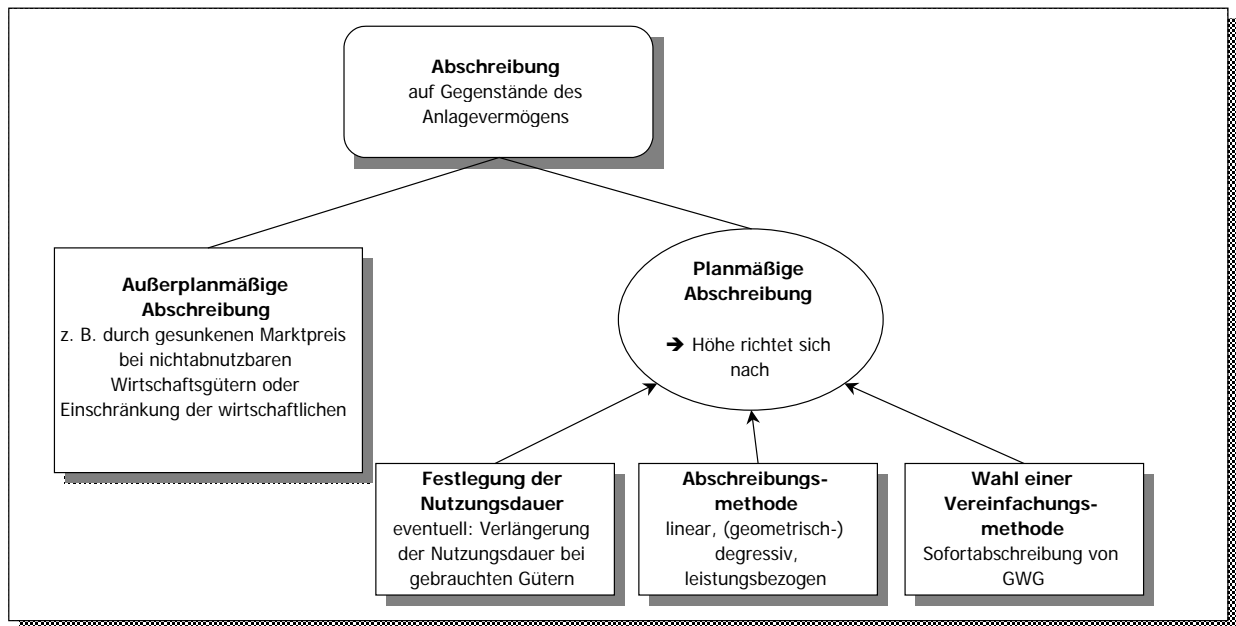 Abschreibung
auf Gegenstände des
Anlagevermögens
Außerplanmäßige
Abschreibung
z. B. durch gesunkenen Marktpreis
bei nichtabnutzbaren
Wirtschaftsgütern oder
Einschränkung der wirtschaftlichen
Planmäßige
Abschreibung
➔ Höhe richtet sich
nach
Festlegung der
Nutzungsdauer
eventuell: Verlängerung
der Nutzungsdauer bei
gebrauchten Gütern
Abschreibungs-
methode
linear, (geometrisch-)
degressiv,
leistungsbezogen
Wahl einer
Vereinfachungs-
methode
Sofortabschreibung von
GWG